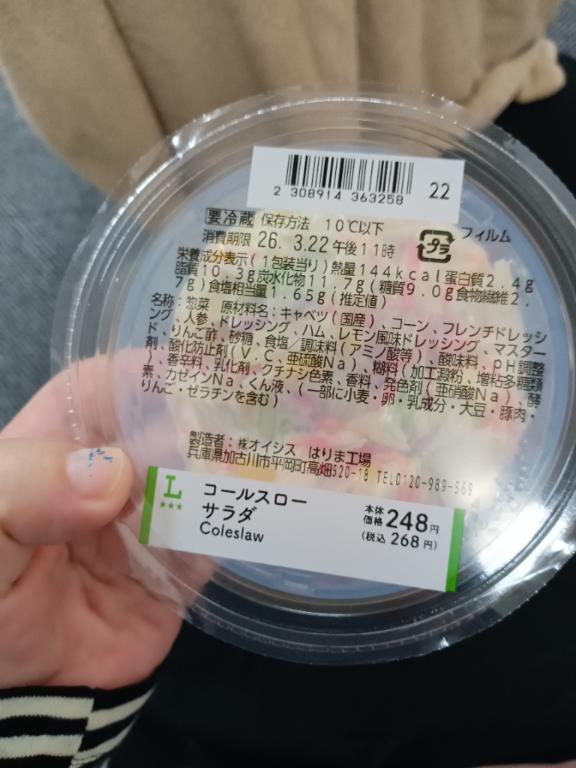 2 308914 363258 22
要冷蔵 保存方法 10℃以下
消費期限 26. 3.22午後11時
プラ フィルム
栄養成分表示(1包装当り)熱量144kcal蛋白質2.4g
脂質10.3g炭水化物11.7g(糖質9.0g食物繊維2.
7g)食塩相当量1.65g(推定値)
名称:惣菜 原材料名:キャベツ(国産)、コーン、フレンチドレッシ
ング、人参、ドレッシング、ハム、レモン風味ドレッシング、マスター
ド、りんご酢、砂糖、食塩/調味料(アミノ酸等)、酸味料、pH調整
剤、酸化防止剤(V.C、亜硫酸Na)、糊料(加工澱粉、増粘多糖類
)、香辛料、乳化剤、クチナシ色素、香料、発色剤(亜硝酸Na)、酵
素、カゼインNa、くん液、(一部に小麦・卵・乳成分・大豆・豚肉・
りんご・ゼラチンを含む)
製造者:㈱オイシス はりま工場
兵庫県加古川市平岡町高畑520-18 TEL0120-989-569
L
コールスロー
サラダ
Coleslaw
本体価格 248円
(税込 268円)